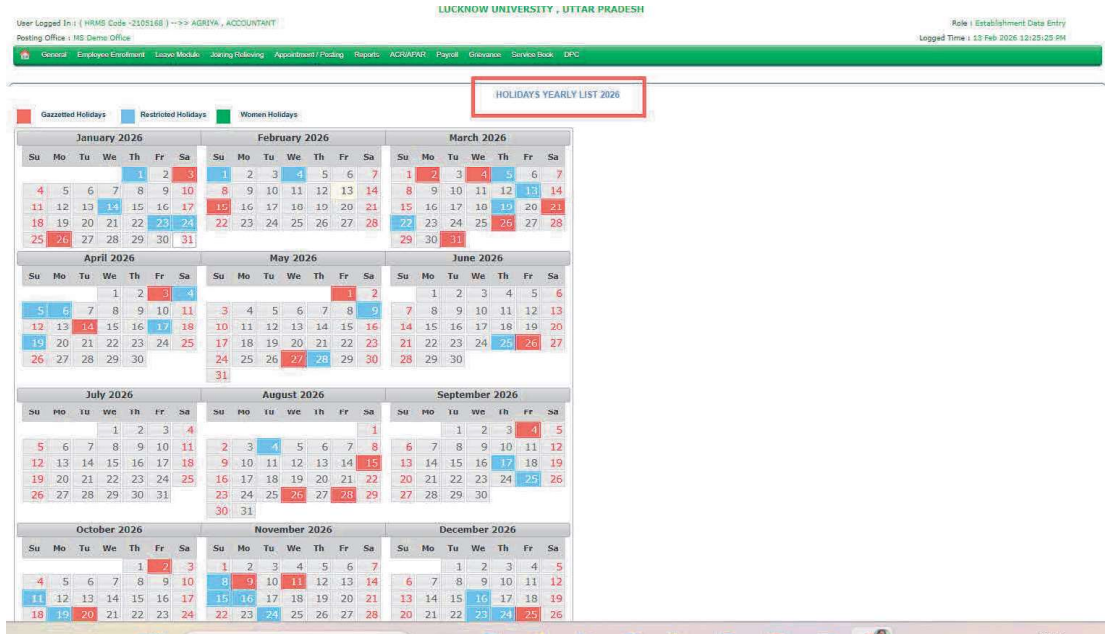 LUCKNOW UNIVERSITY , UTTAR PRADESH
User Logged In : ( HRMS Code -2105168 ) -->> AGRIYA , ACCOUNTANT Role : Establishment Data Entry
Posting Office : MS Demo Office Logged Time : 13 Feb 2026 12:25:25 PM
General Employee Enrollment Leave Module Joining Relieving Appointment / Posting Reports ACR/APAR Payroll Grievance Service Book DPC
HOLIDAYS YEARLY LIST 2026
Gazzetted Holidays Restricted Holidays Women Holidays
January 2026 February 2026 March 2026
Su Mo Tu We Th Fr Sa Su Mo Tu We Th Fr Sa Su Mo Tu We Th Fr Sa
1 2 3 1 2 3 4 5 6 7 1 2 3 4 5 6 7
4 5 6 7 8 9 10 8 9 10 11 12 13 14 8 9 10 11 12 13 14
11 12 13 14 15 16 17 15 16 17 18 19 20 21 15 16 17 18 19 20 21
18 19 20 21 22 23 24 22 23 24 25 26 27 28 22 23 24 25 26 27 28
25 26 27 28 29 30 31 29 30 31
April 2026 May 2026 June 2026
Su Mo Tu We Th Fr Sa Su Mo Tu We Th Fr Sa Su Mo Tu We Th Fr Sa
1 2 3 4 1 2 1 2 3 4 5 6
5 6 7 8 9 10 11 3 4 5 6 7 8 9 7 8 9 10 11 12 13
12 13 14 15 16 17 18 10 11 12 13 14 15 16 14 15 16 17 18 19 20
19 20 21 22 23 24 25 17 18 19 20 21 22 23 21 22 23 24 25 26 27
26 27 28 29 30 24 25 26 27 28 29 30 28 29 30
31
July 2026 August 2026 September 2026
Su Mo Tu We Th Fr Sa Su Mo Tu We Th Fr Sa Su Mo Tu We Th Fr Sa
1 2 3 4 1 1 2 3 4 5
5 6 7 8 9 10 11 2 3 4 5 6 7 8 6 7 8 9 10 11 12
12 13 14 15 16 17 18 9 10 11 12 13 14 15 13 14 15 16 17 18 19
19 20 21 22 23 24 25 16 17 18 19 20 21 22 20 21 22 23 24 25 26
26 27 28 29 30 31 23 24 25 26 27 28 29 27 28 29 30
30 31
October 2026 November 2026 December 2026
Su Mo Tu We Th Fr Sa Su Mo Tu We Th Fr Sa Su Mo Tu We Th Fr Sa
1 2 3 1 2 3 4 5 6 7 1 2 3 4 5
4 5 6 7 8 9 10 8 9 10 11 12 13 14 6 7 8 9 10 11 12
11 12 13 14 15 16 17 15 16 17 18 19 20 21 13 14 15 16 17 18 19
18 19 20 21 22 23 24 22 23 24 25 26 27 28 20 21 22 23 24 25 26